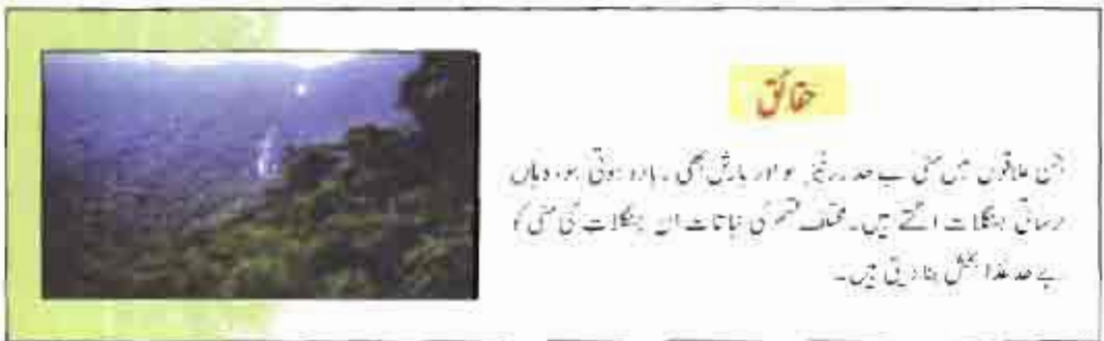 حقائق
جن علاقوں میں مٹی بے حد زرخیز ہو اور بارش بھی زیادہ ہوتی ہو، وہاں
برساتی جنگلات اگتے ہیں۔ مختلف قسم کی نباتات ان جنگلات کی مٹی کو
بے حد غذا بخش بنا دیتی ہیں۔